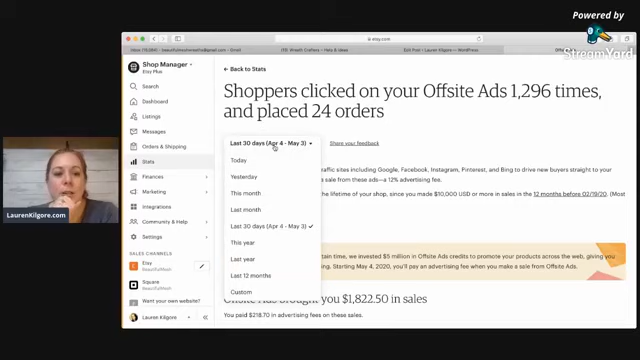 Powered by
StreamYard
etsy.com
Shop Manager
Etsy Plus
Search
Dashboard
Listings
Messages
Orders & Shipping
Stats
Finances
Marketing
Integrations
Community & Help
Settings
SALES CHANNELS
Etsy
Square
Want your own website?
Lauren Kilgore
Back to Stats
Shoppers clicked on your Offsite Ads 1,296 times,
and placed 24 orders
Last 30 days (Apr 4 - May 3)
Share your feedback
Today
Yesterday
This month
Last month
Last 30 days (Apr 4 - May 3)
This year
Last year
Last 12 months
Custom
traffic sites including Google, Facebook, Instagram, Pinterest, and Bing to drive new buyers straight to
sale from these ads—a 12% advertising fee.
the lifetime of your shop, since you made $10,000 USD or more in sales in the 12 months before 02/19/20. (Most
tain time, we invested $5 million in Offsite Ads credits to promote your products across the web, giving you
Starting May 4, 2020, you'll pay an advertising fee when you make a sale from Offsite Ads.
Offsite Ads brought you $1,822.50 in sales
You paid $218.70 in advertising fees on these sales.
LaurenKilgore.com